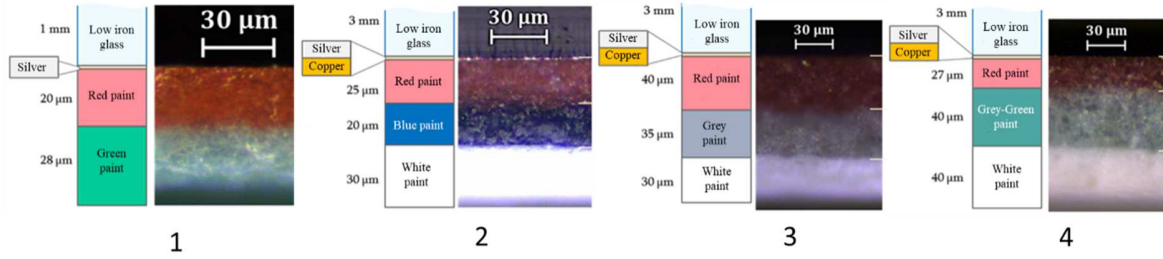 1 mm
Low iron
glass
Silver
20 μm
Red paint
28 μm
Green
paint
30 μm
1
3 mm
Low iron
glass
Silver
Copper
25 μm
Red paint
20 μm
Blue paint
30 μm
White
paint
30 μm
2
3 mm
Low iron
glass
Silver
Copper
40 μm
Red paint
35 μm
Grey
paint
30 μm
White
paint
30 μm
3
3 mm
Low iron
glass
Silver
Copper
27 μm
Red paint
40 μm
Grey-Green
paint
40 μm
White
paint
30 μm
4